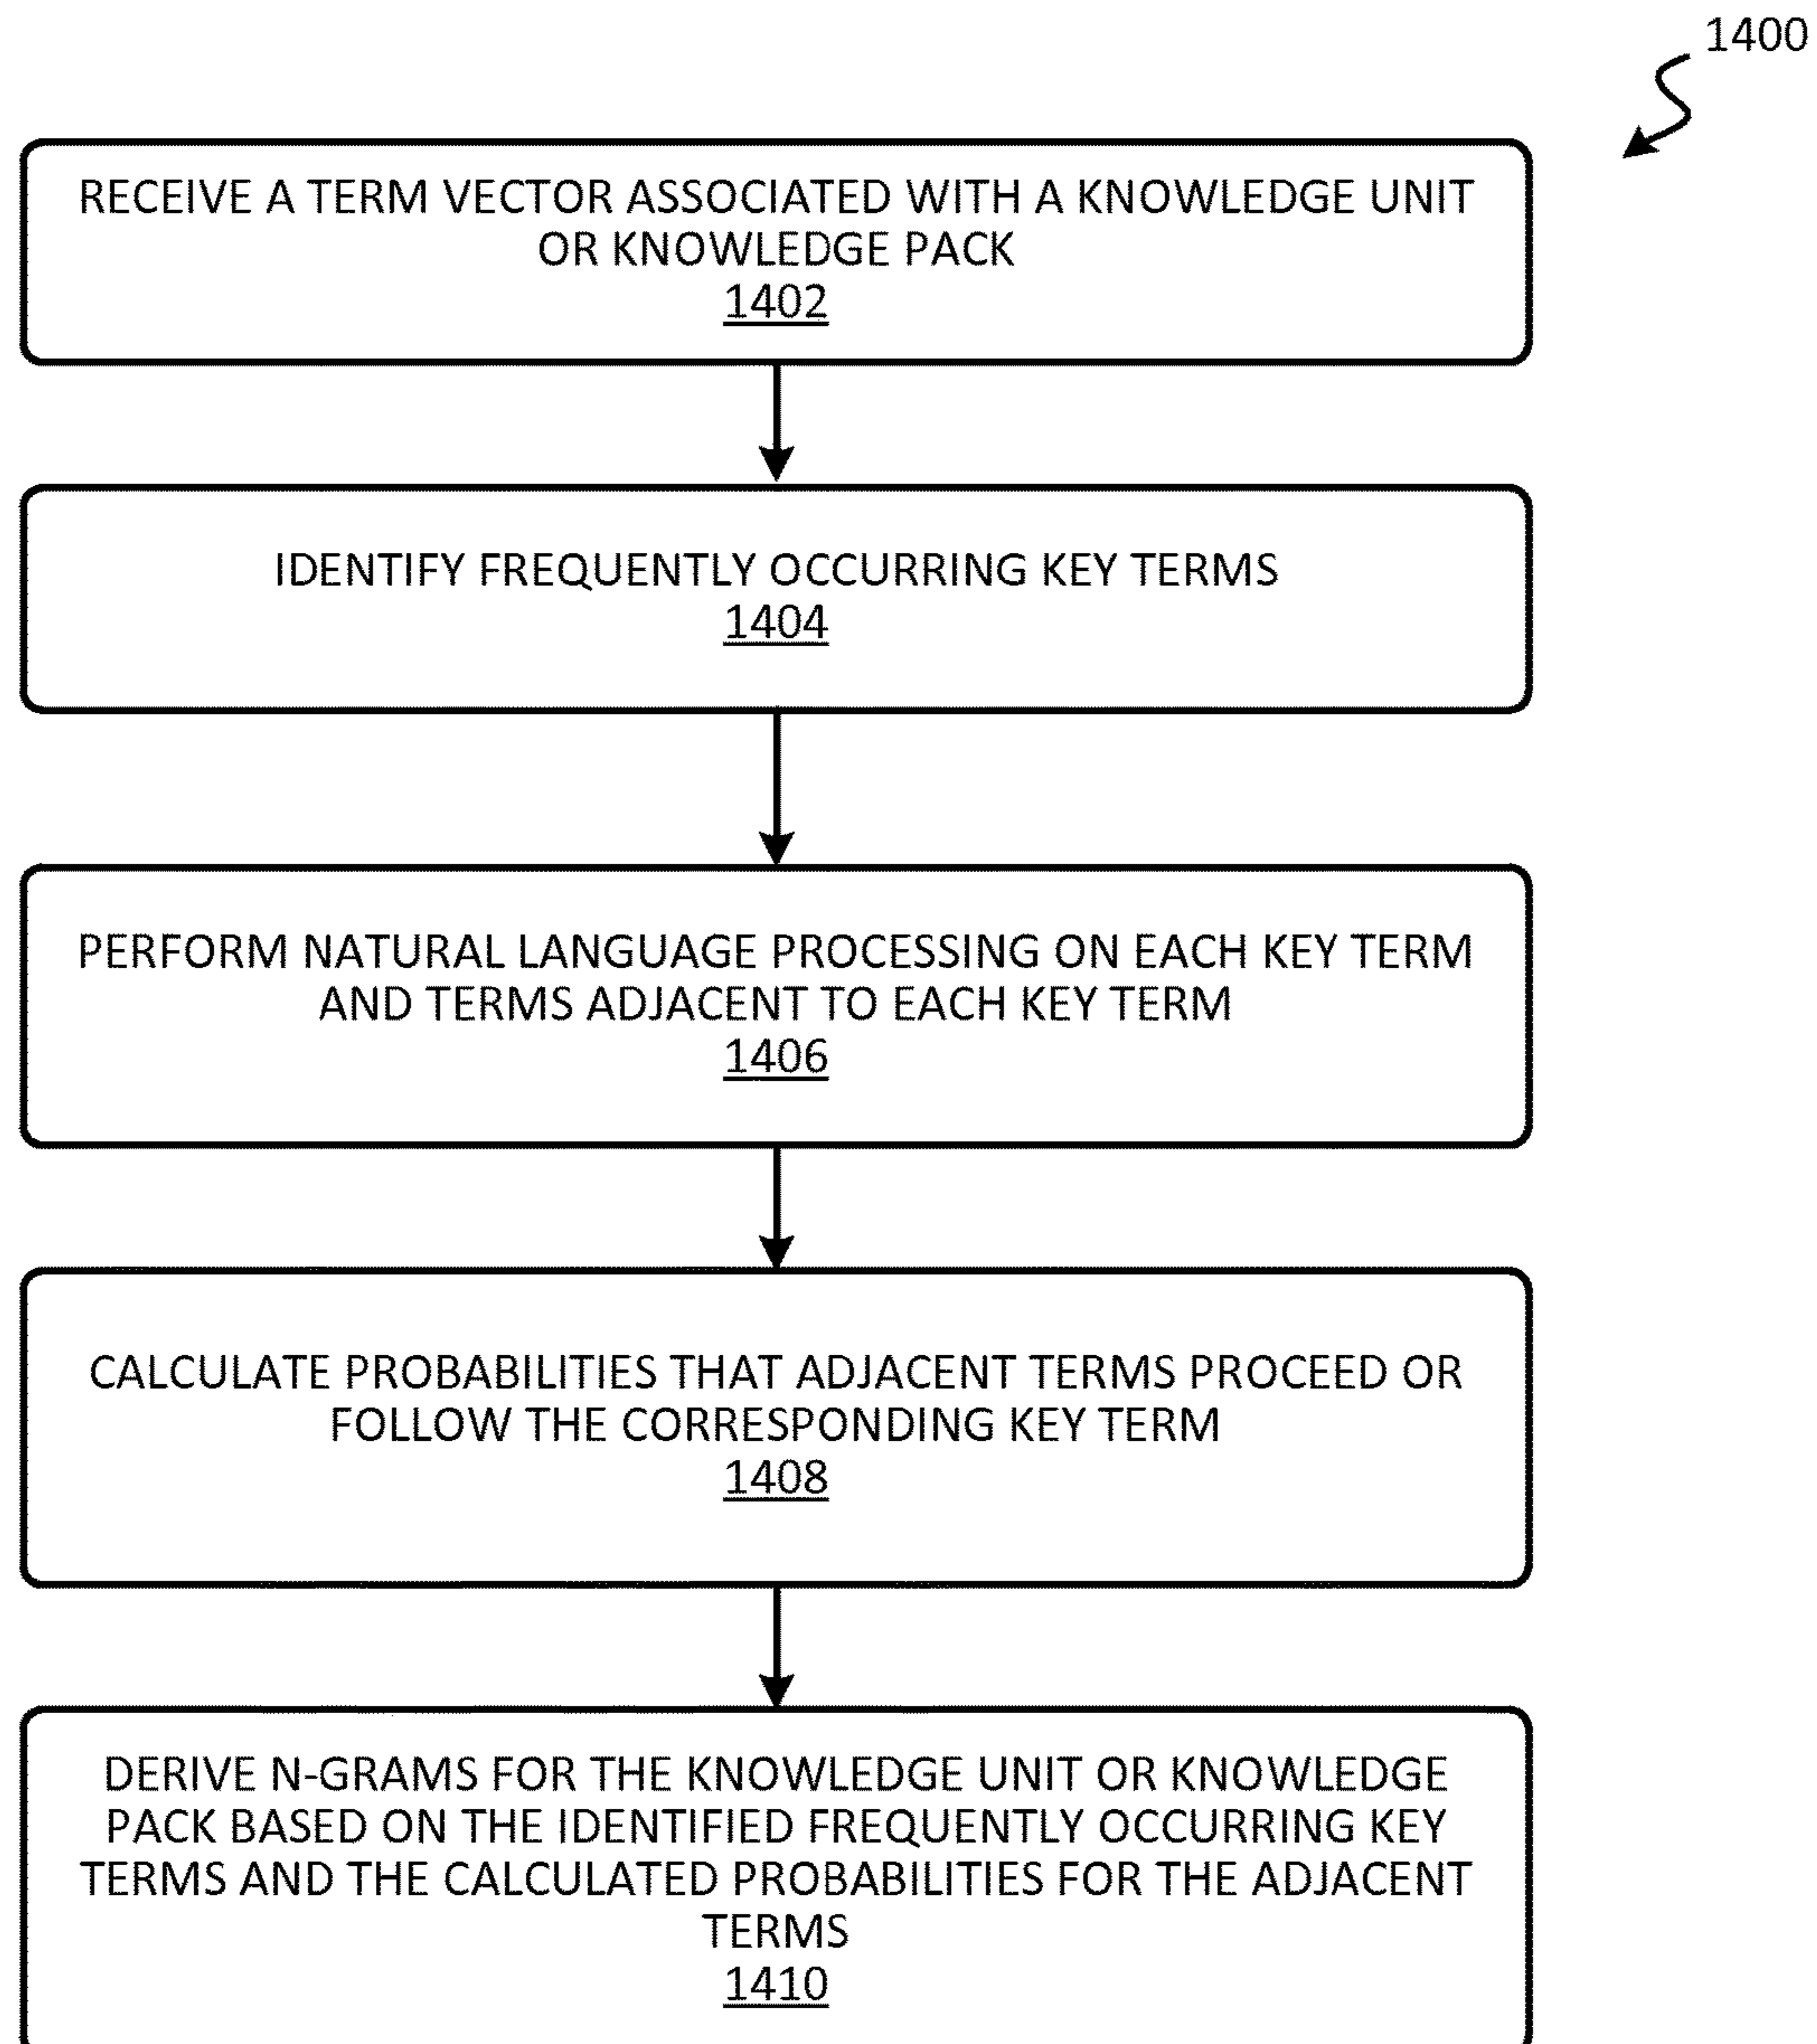 1400
RECEIVE A TERM VECTOR ASSOCIATED WITH A KNOWLEDGE UNIT
OR KNOWLEDGE PACK
1402
IDENTIFY FREQUENTLY OCCURRING KEY TERMS
1404
PERFORM NATURAL LANGUAGE PROCESSING ON EACH KEY TERM
AND TERMS ADJACENT TO EACH KEY TERM
1406
CALCULATE PROBABILITIES THAT ADJACENT TERMS PROCEED OR
FOLLOW THE CORRESPONDING KEY TERM
1408
DERIVE N-GRAMS FOR THE KNOWLEDGE UNIT OR KNOWLEDGE
PACK BASED ON THE IDENTIFIED FREQUENTLY OCCURRING KEY
TERMS AND THE CALCULATED PROBABILITIES FOR THE ADJACENT
TERMS
1410